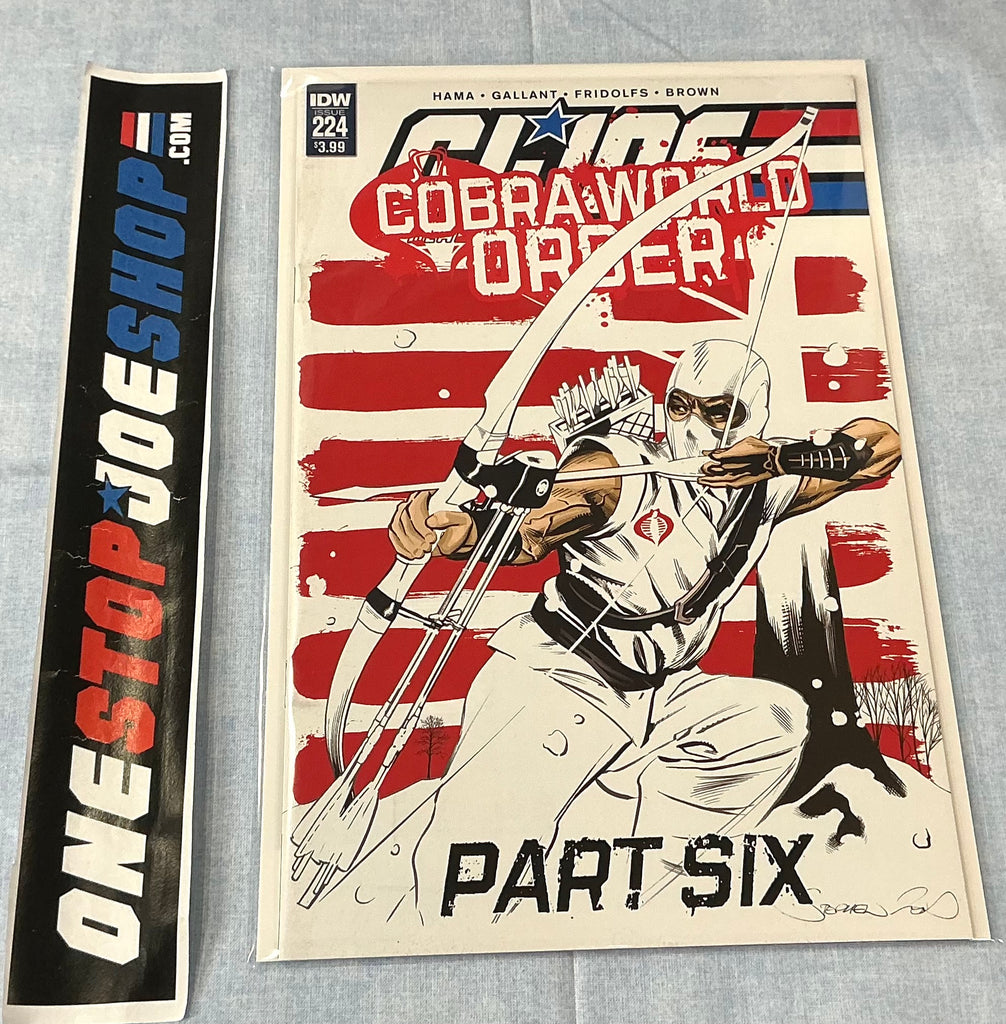 ONESTOPJOESHOP.COM
IDW
ISSUE
224
$3.99
HAMA • GALLANT • FRIDOLFS • BROWN
G.I. JOE
COBRA WORLD
ORDER
PART SIX